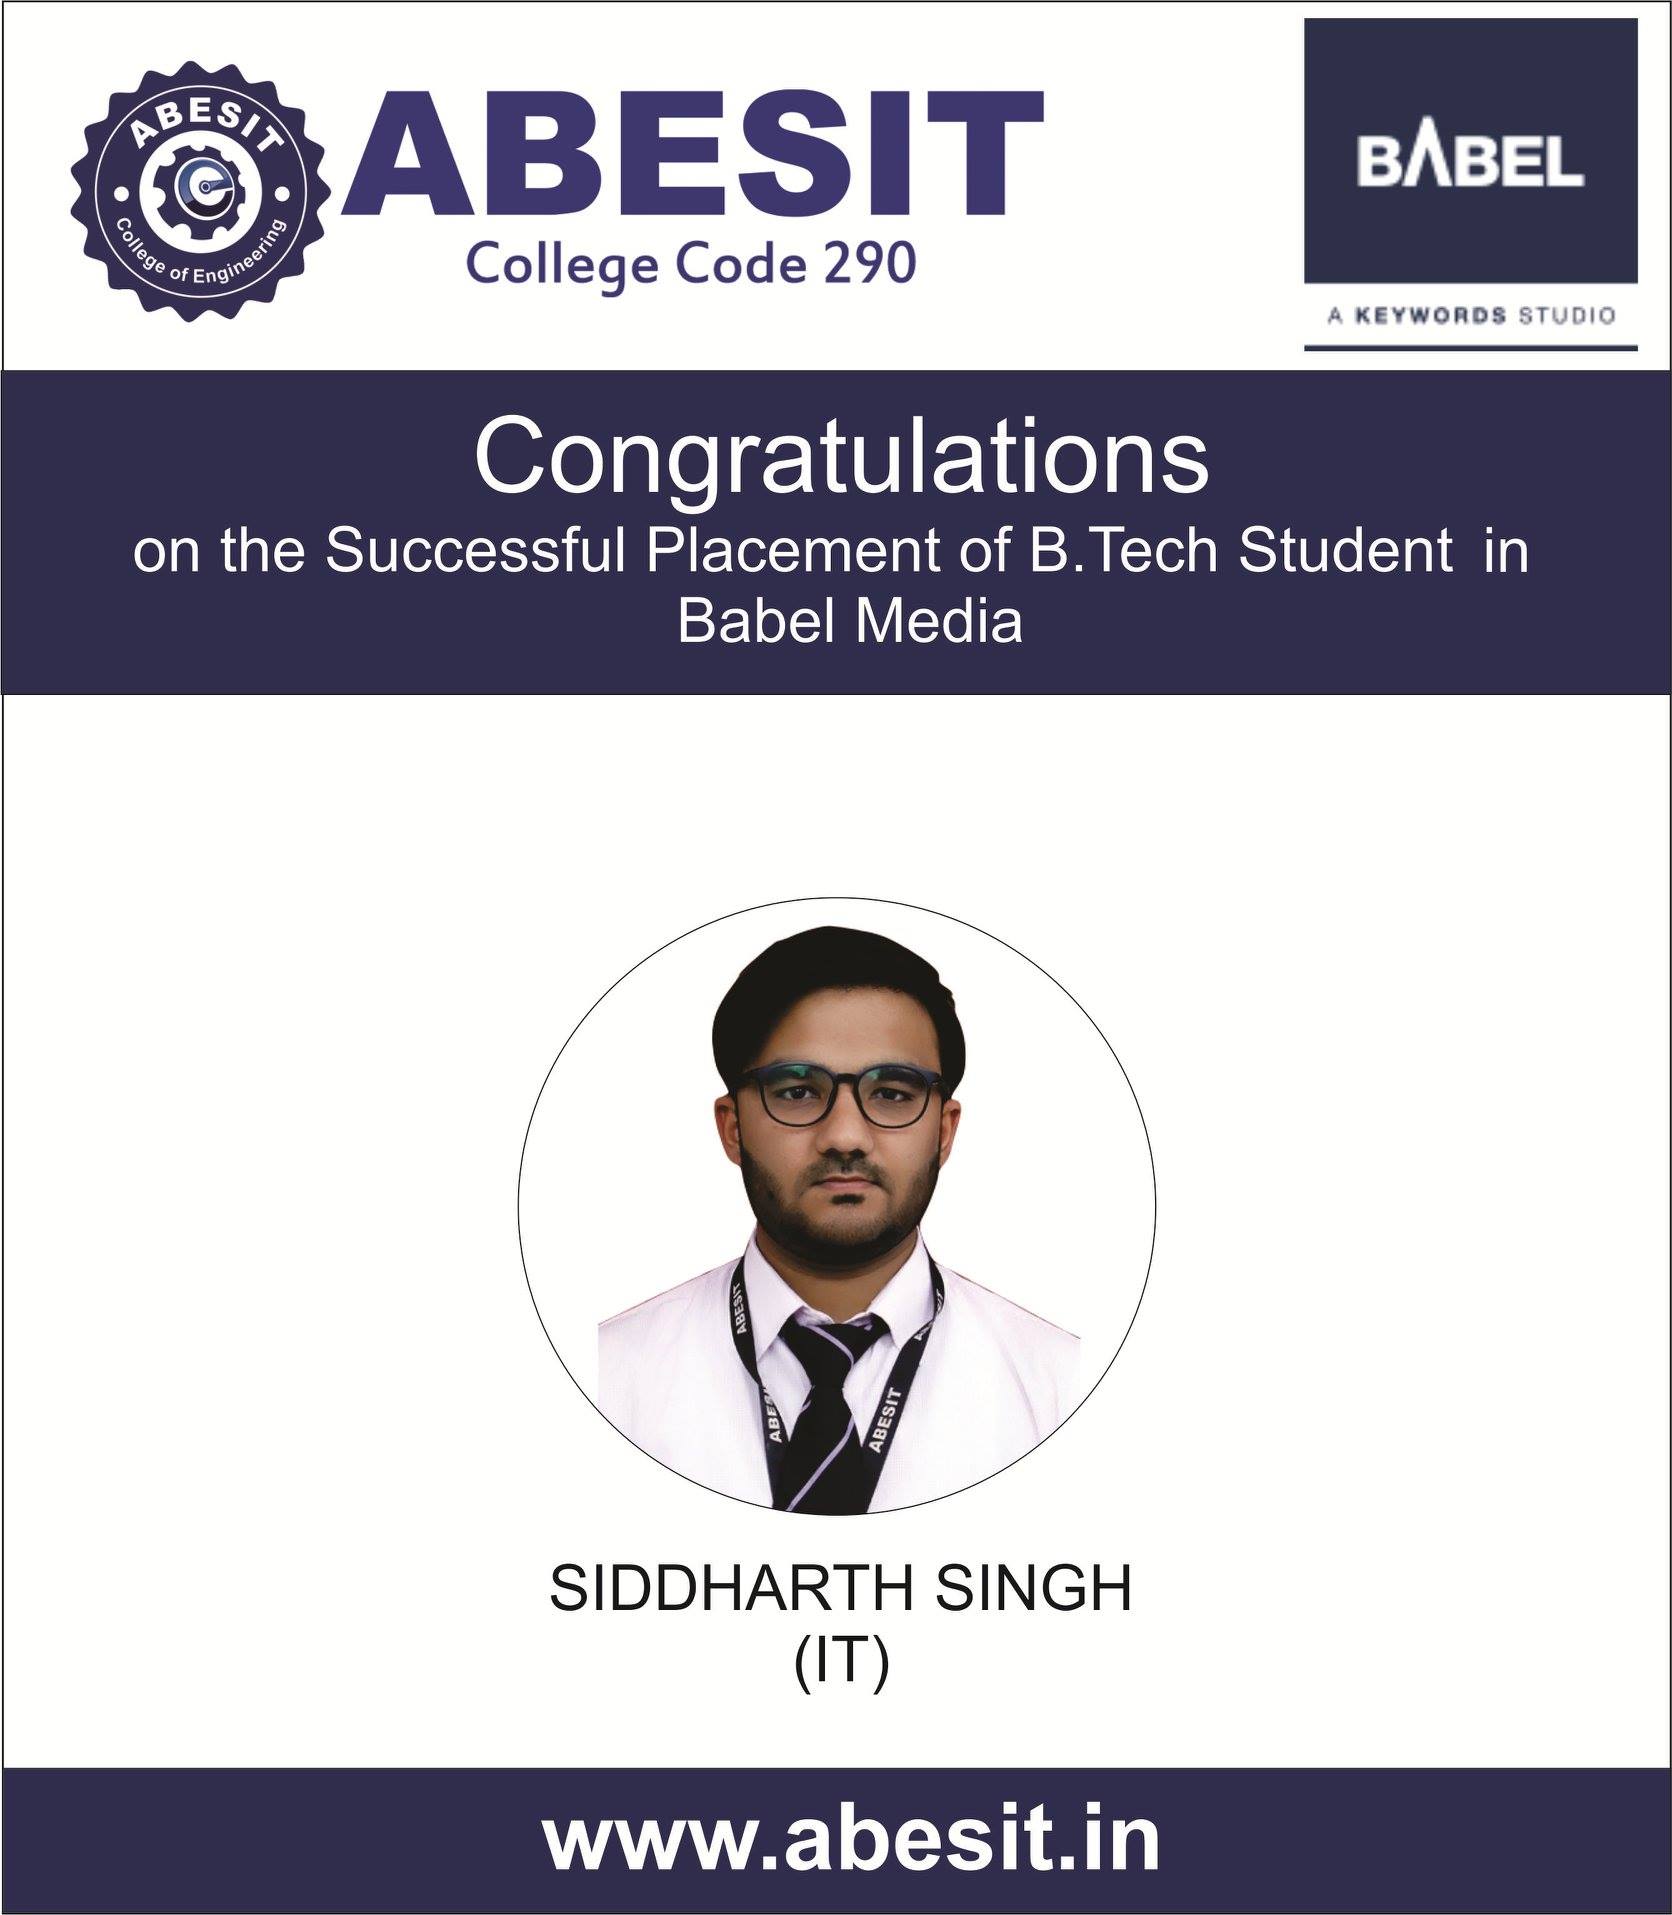 ABESIT
College of Engineering
ABESIT
College Code 290
BABEL
A KEYWORDS STUDIO
Congratulations
on the Successful Placement of B.Tech Student in
Babel Media
ABESIT
ABESIT
ABESIT
SIDDHARTH SINGH
(IT)
www.abesit.in